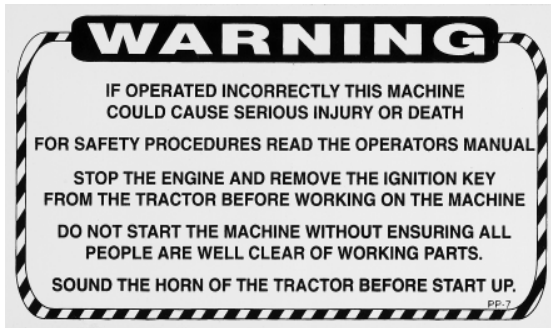 WARNING
IF OPERATED INCORRECTLY THIS MACHINE
COULD CAUSE SERIOUS INJURY OR DEATH
FOR SAFETY PROCEDURES READ THE OPERATORS MANUAL
STOP THE ENGINE AND REMOVE THE IGNITION KEY
FROM THE TRACTOR BEFORE WORKING ON THE MACHINE
DO NOT START THE MACHINE WITHOUT ENSURING ALL
PEOPLE ARE WELL CLEAR OF WORKING PARTS.
SOUND THE HORN OF THE TRACTOR BEFORE START UP.
PP-7